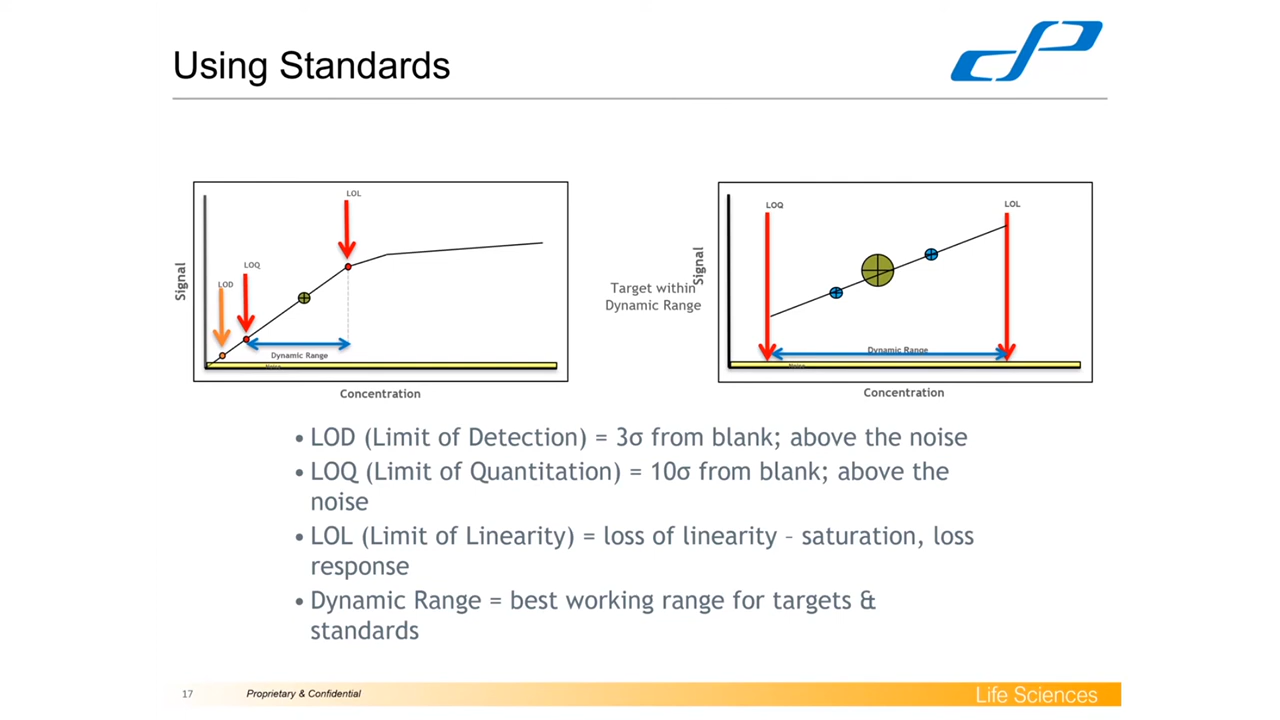 Using Standards
LOL
LOQ
LOD
Signal
Dynamic Range
Noise
Concentration
Target within
Dynamic Range
LOQ
LOL
Signal
Dynamic Range
Noise
Concentration
• LOD (Limit of Detection) = 3σ from blank; above the noise
• LOQ (Limit of Quantitation) = 10σ from blank; above the
noise
• LOL (Limit of Linearity) = loss of linearity – saturation, loss
response
• Dynamic Range = best working range for targets &
standards
17
Proprietary & Confidential
Life Sciences